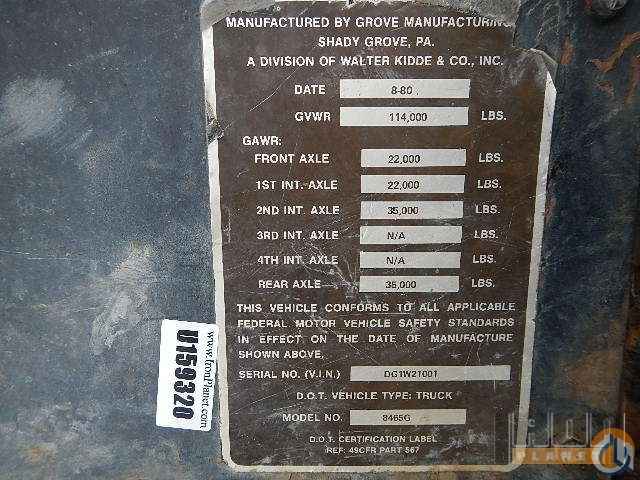 MANUFACTURED BY GROVE MANUFACTURING
SHADY GROVE, PA.
A DIVISION OF WALTER KIDDE & CO., INC.
DATE 8-80
GVWR 114,000 LBS.
GAWR:
FRONT AXLE 22,000 LBS.
1ST INT. AXLE 22,000 LBS.
2ND INT. AXLE 35,000 LBS.
3RD INT. AXLE N/A LBS.
4TH INT. AXLE N/A LBS.
REAR AXLE 35,000 LBS.
THIS VEHICLE CONFORMS TO ALL APPLICABLE
FEDERAL MOTOR VEHICLE SAFETY STANDARDS
IN EFFECT ON THE DATE OF MANUFACTURE
SHOWN ABOVE.
SERIAL NO. (V.I.N.) DG1W21001
D.O.T. VEHICLE TYPE: TRUCK
MODEL NO. 8465G
D.O.T. CERTIFICATION LABEL
REF: 49CFR PART 567
www.IronPlanet.com
U159320
PLANET